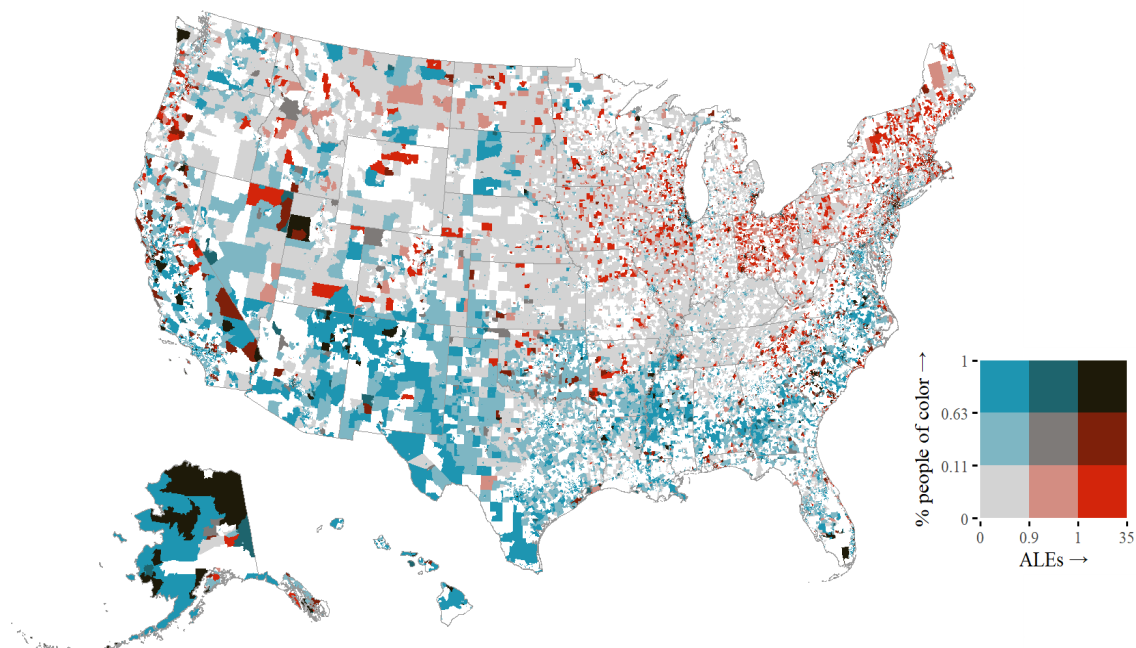 % people of color →
1
0.63
0.11
0
0 0.9 1 35
ALEs →